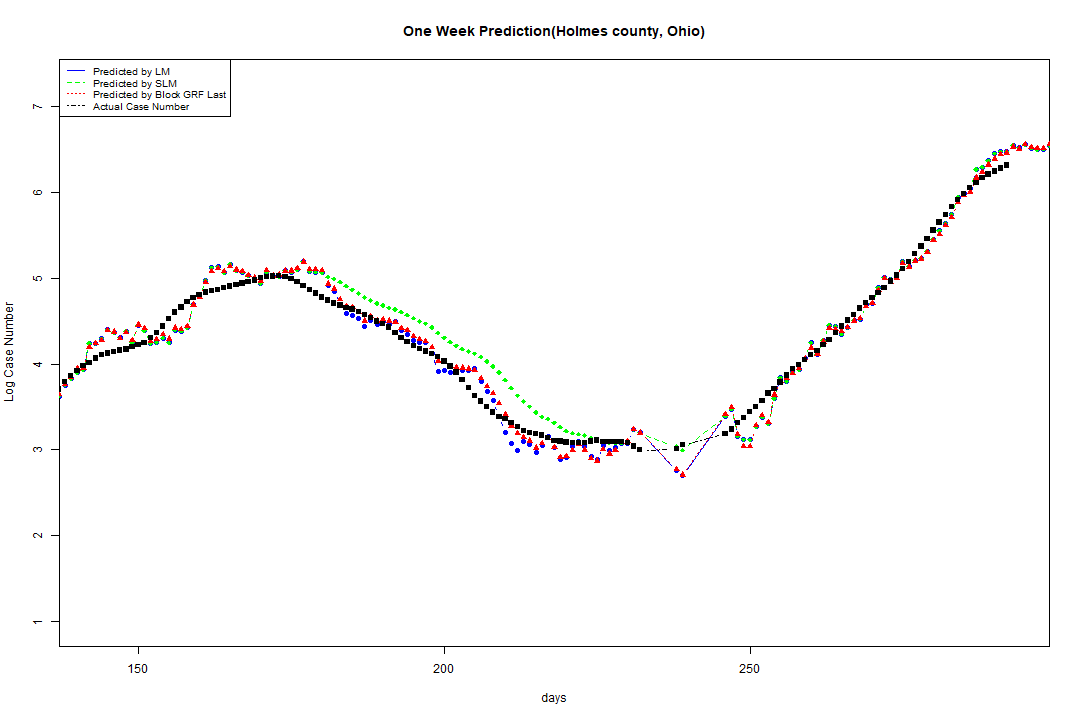 One Week Prediction(Holmes county, Ohio)
Predicted by LM
Predicted by SLM
Predicted by Block GRF Last
Actual Case Number
7
6
5
4
3
2
1
Log Case Number
150
200
250
days